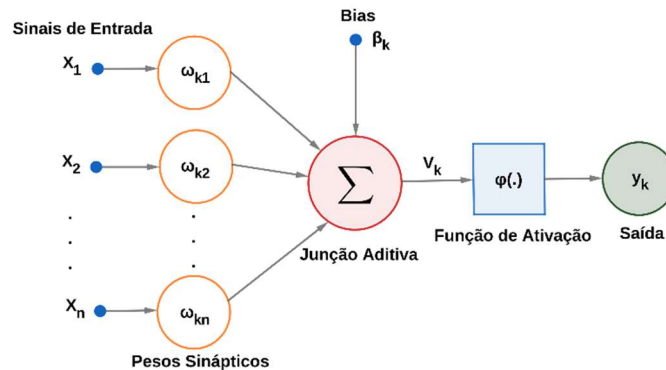 Bias
β_k
Sinais de Entrada
X_1
ω_k1
X_2
ω_k2
Σ
V_k
φ(.)
y_k
Função de Ativação
Saída
Junção Aditiva
X_n
ω_kn
Pesos Sinápticos